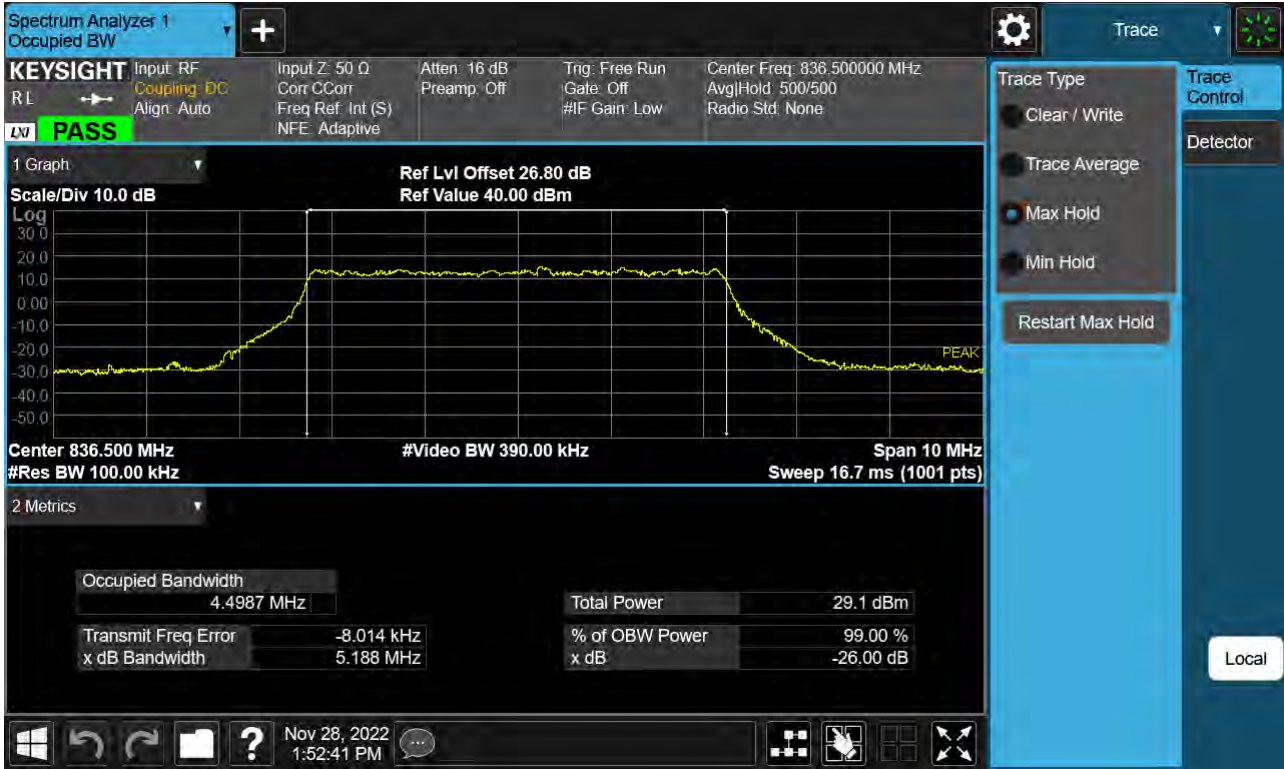 Spectrum Analyzer 1
Occupied BW
Trace
KEYSIGHT
Input: RF
Input Z: 50 Ω
Atten: 16 dB
Trig: Free Run
Center Freq: 836.500000 MHz
RL
Coupling: DC
Corr CCorr
Preamp: Off
Gate: Off
Avg|Hold: 500/500
Align: Auto
Freq Ref: Int (S)
#IF Gain: Low
Radio Std: None
LXI
PASS
NFE: Adaptive
1 Graph
Ref Lvl Offset 26.80 dB
Scale/Div 10.0 dB
Ref Value 40.00 dBm
Log
30.0
20.0
10.0
0.00
-10.0
-20.0
-30.0
-40.0
-50.0
PEAK
Center 836.500 MHz
#Video BW 390.00 kHz
Span 10 MHz
#Res BW 100.00 kHz
Sweep 16.7 ms (1001 pts)
2 Metrics
Occupied Bandwidth
4.4987 MHz
Total Power
29.1 dBm
Transmit Freq Error
-8.014 kHz
% of OBW Power
99.00 %
x dB Bandwidth
5.188 MHz
x dB
-26.00 dB
Trace Type
Clear / Write
Trace Average
Max Hold
Min Hold
Restart Max Hold
Trace
Control
Detector
Local
?
Nov 28, 2022
1:52:41 PM